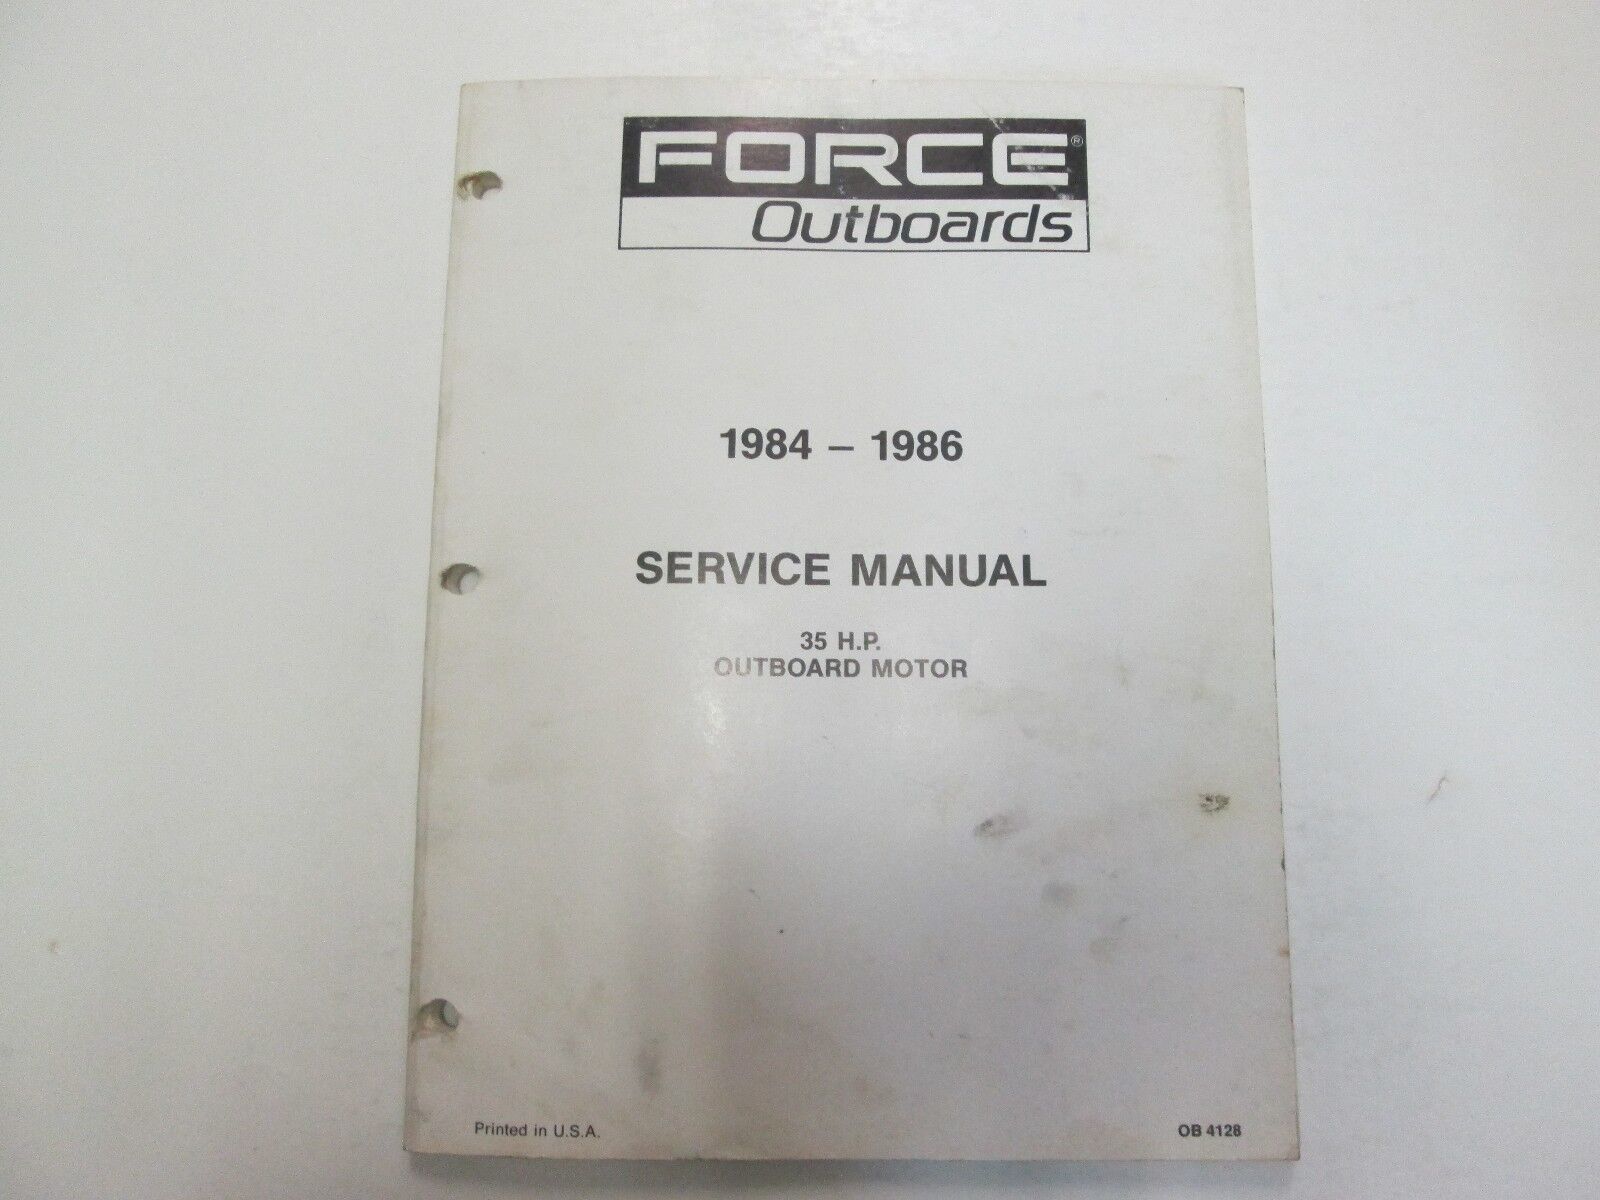 FORCE®
Outboards
1984 – 1986
SERVICE MANUAL
35 H.P.
OUTBOARD MOTOR
Printed in U.S.A.
OB 4128